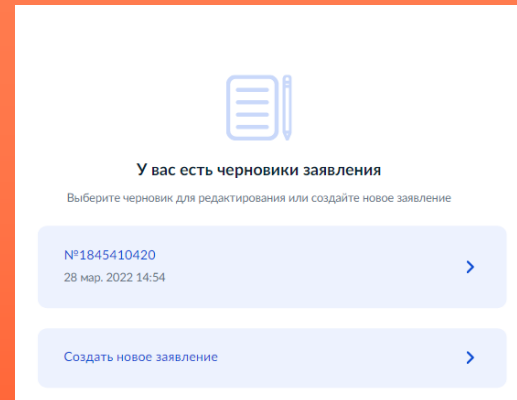 У вас есть черновики заявления
Выберите черновик для редактирования или создайте новое заявление
№1845410420
28 мар. 2022 14:54
Создать новое заявление